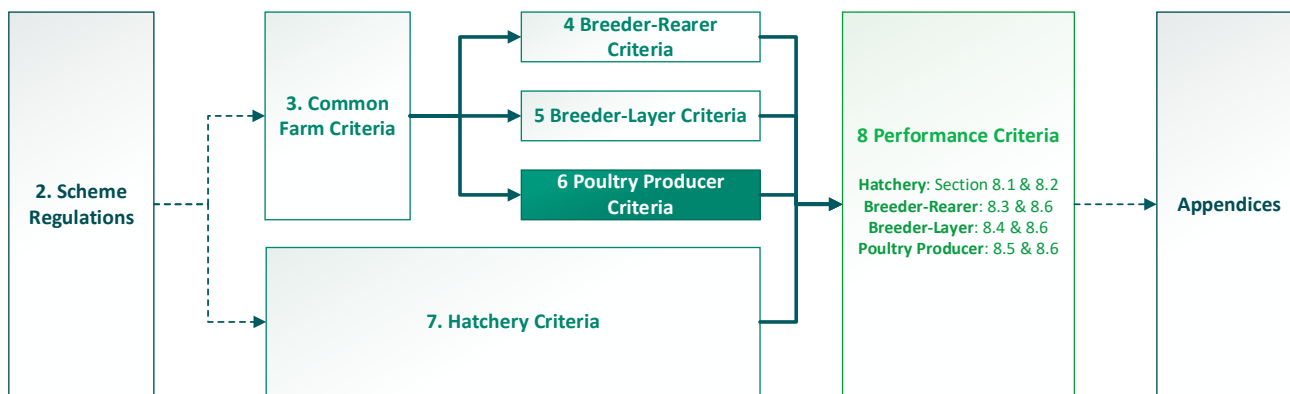 2. Scheme
Regulations
3. Common
Farm Criteria
4 Breeder-Rearer
Criteria
5 Breeder-Layer Criteria
6 Poultry Producer
Criteria
7. Hatchery Criteria
8 Performance Criteria
Hatchery: Section 8.1 & 8.2
Breeder-Rearer: 8.3 & 8.6
Breeder-Layer: 8.4 & 8.6
Poultry Producer: 8.5 & 8.6
Appendices